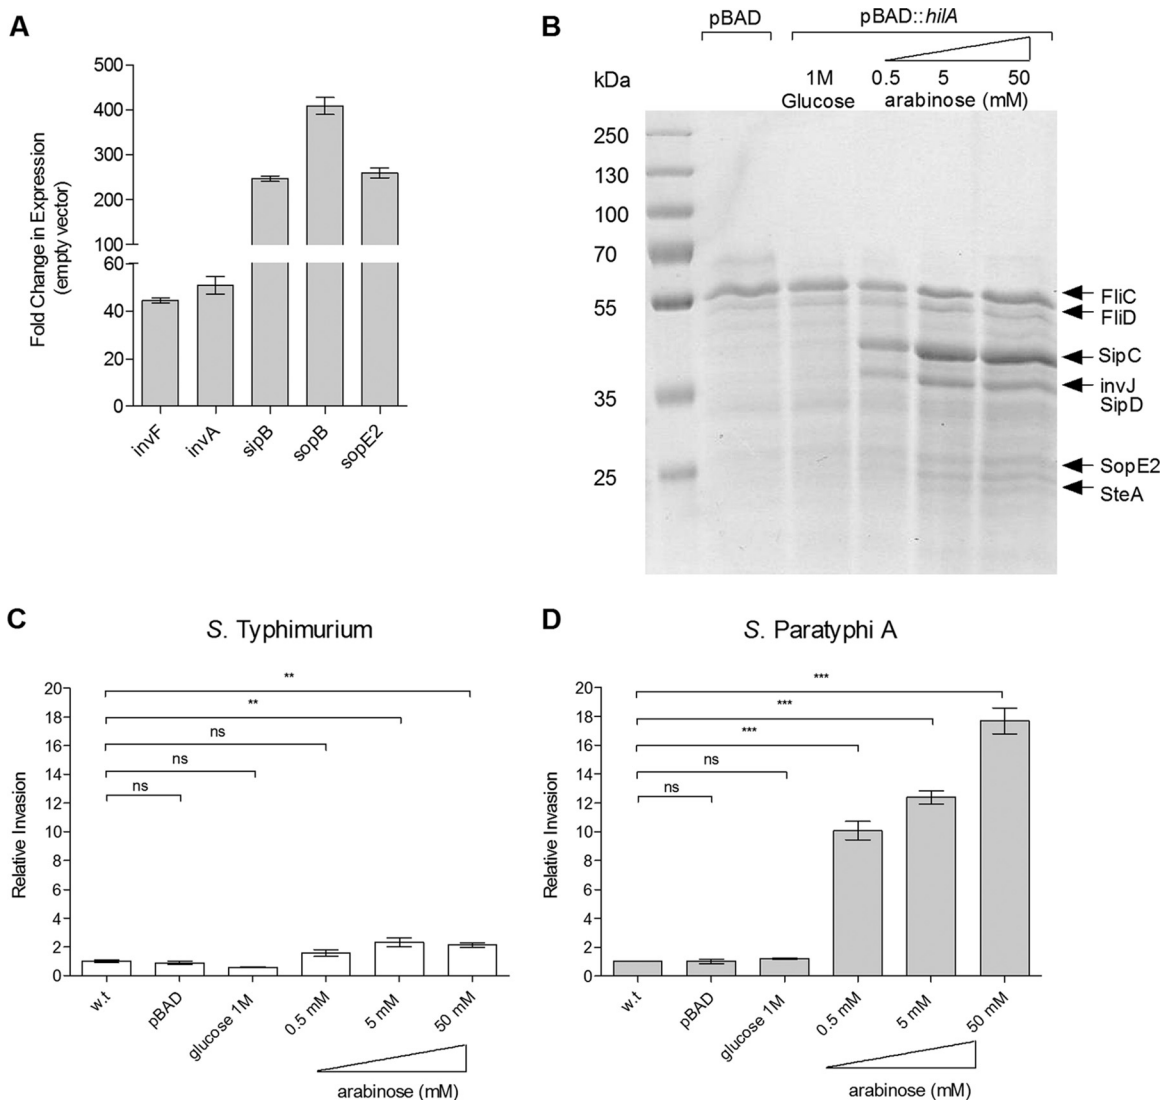 A
500
400
300
200
100
60
40
20
0
Fold Change in Expression
(empty vector)
invF
invA
sipB
sopB
sopE2
B
pBAD
pBAD::hilA
kDa
1M
Glucose
0.5
5
50
arabinose (mM)
250
130
100
70
55
35
25
FliC
FliD
SipC
invJ
SipD
SopE2
SteA
C
S. Typhimurium
20
18
16
14
12
10
8
6
4
2
0
Relative Invasion
**
**
ns
ns
ns
w.t
pBAD
glucose 1M
0.5 mM
5 mM
50 mM
arabinose (mM)
D
S. Paratyphi A
20
18
16
14
12
10
8
6
4
2
0
Relative Invasion
***
***
***
ns
ns
w.t
pBAD
glucose 1M
0.5 mM
5 mM
50 mM
arabinose (mM)